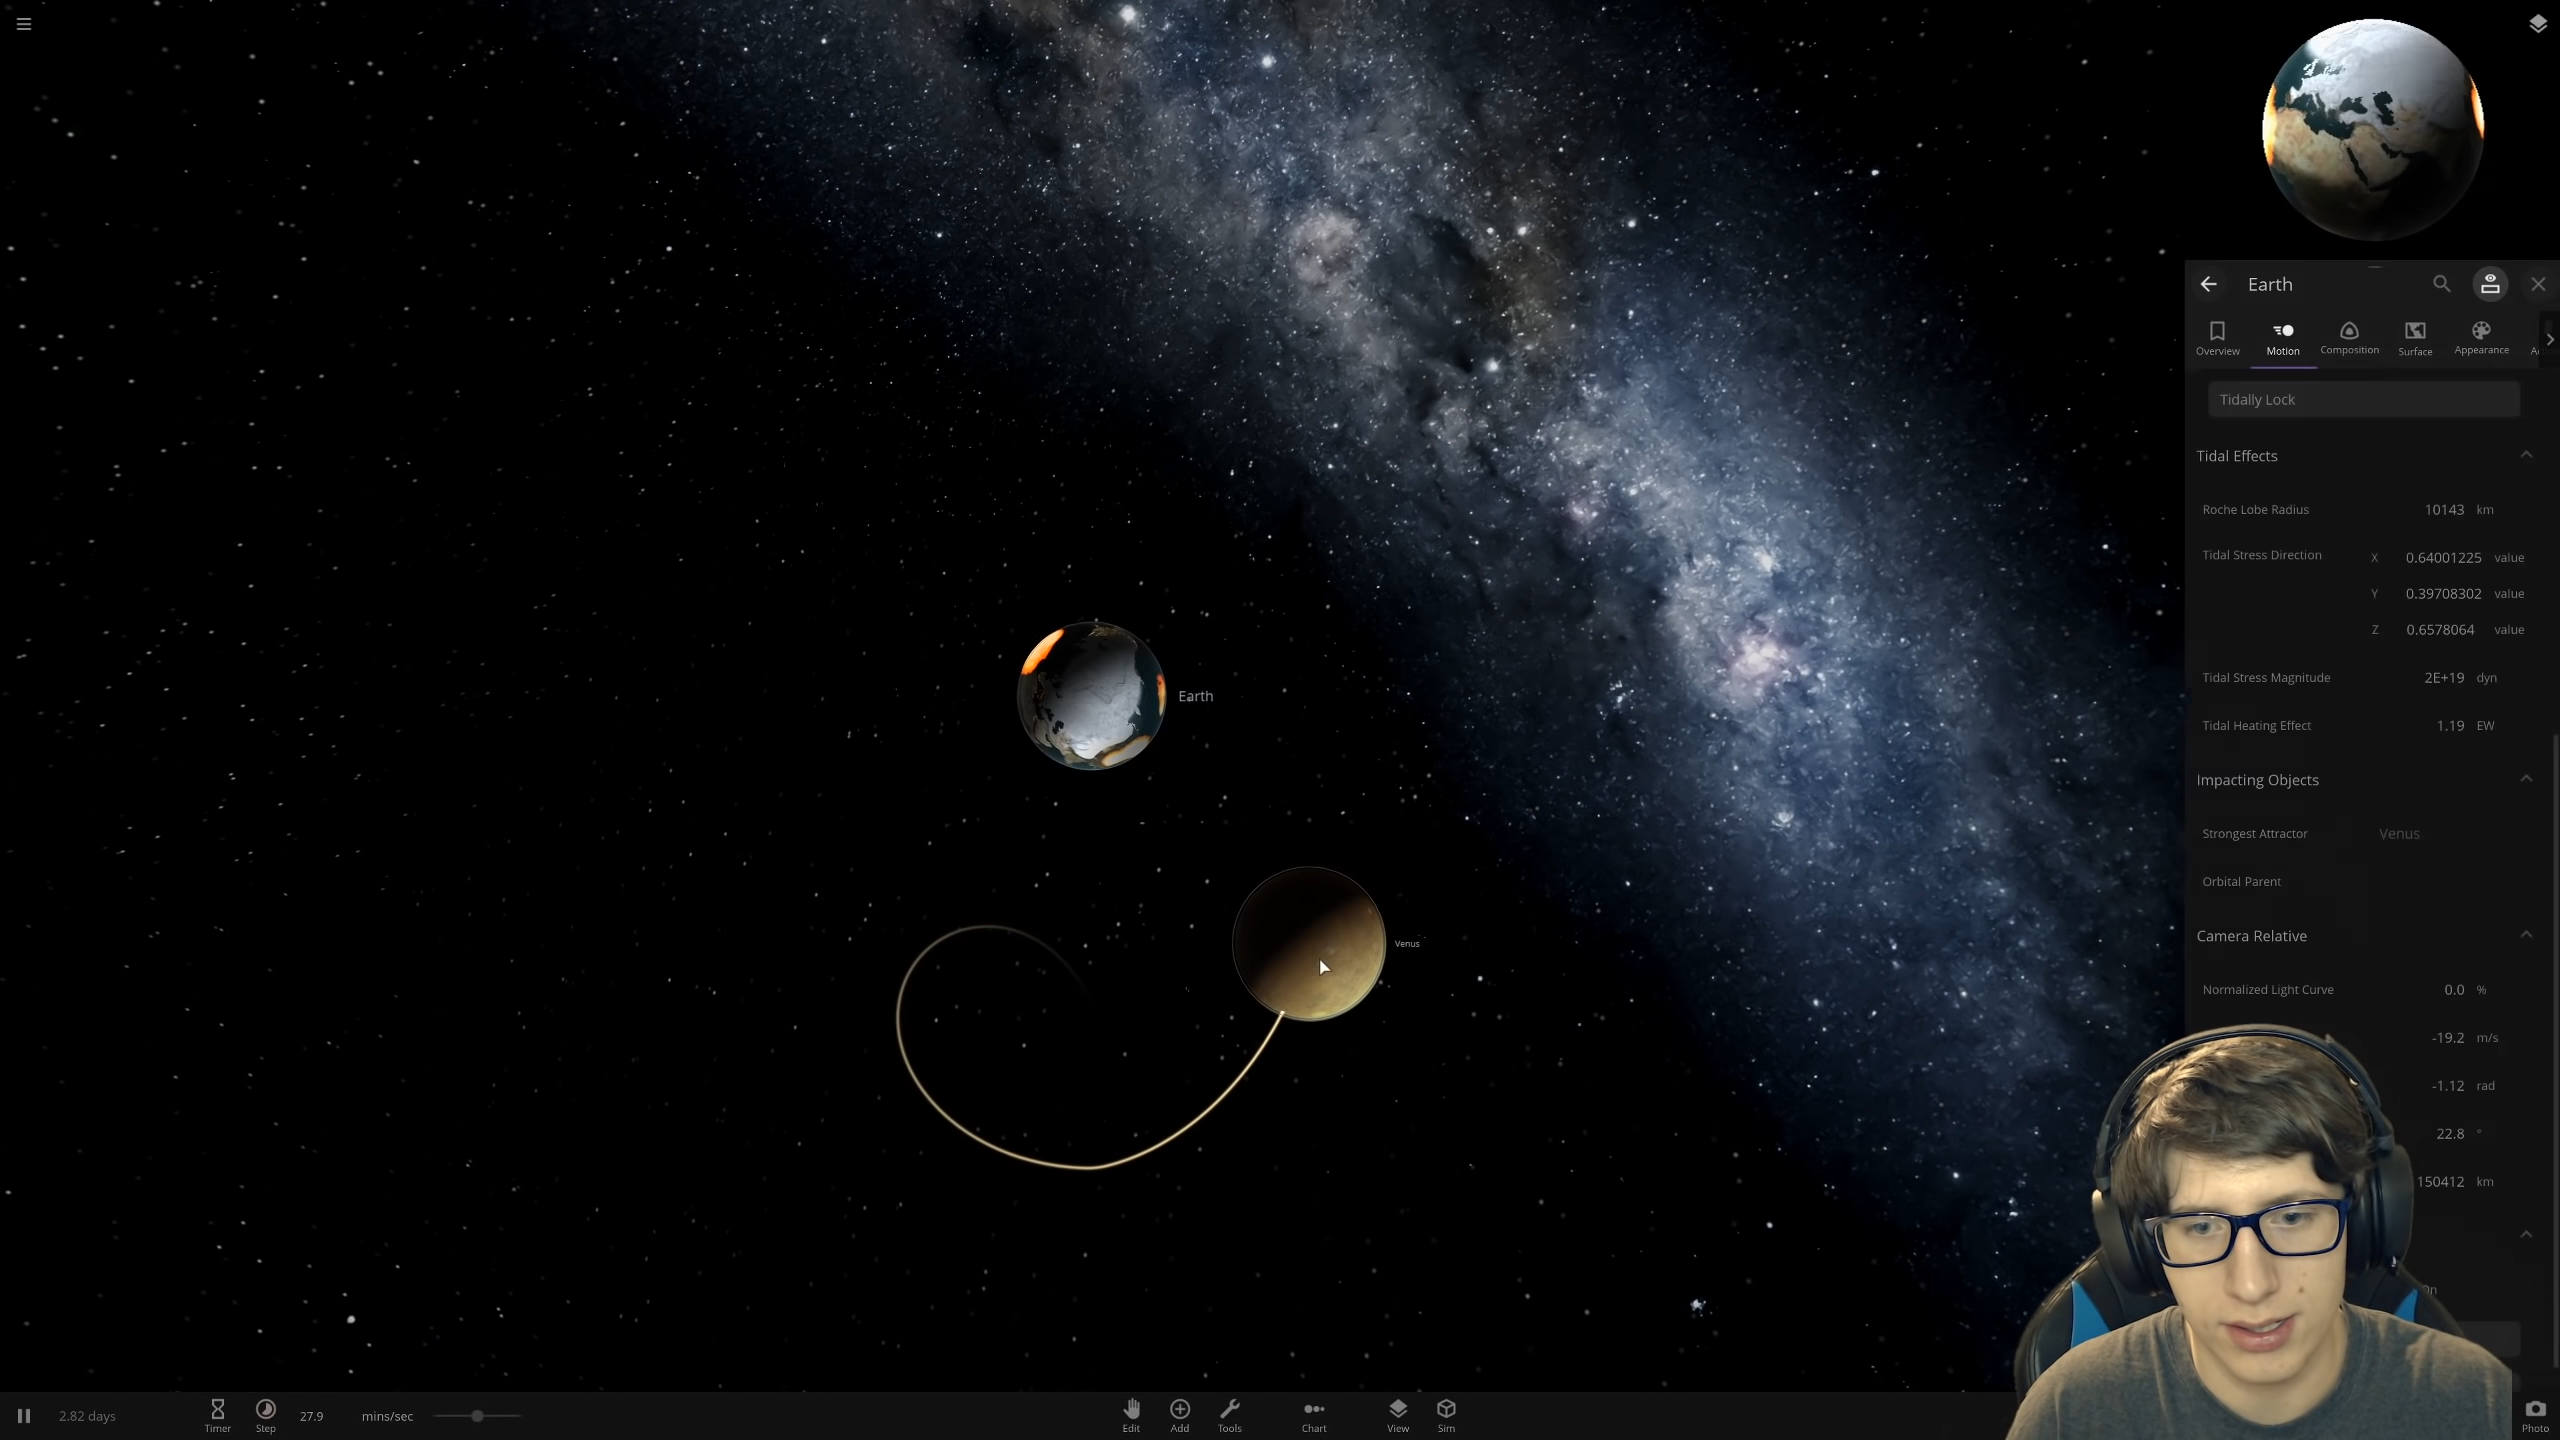 Earth
Overview
Motion
Composition
Surface
Appearance
Tidally Lock
Tidal Effects
Roche Lobe Radius 10143 km
Tidal Stress Direction X 0.64001225 value
Y 0.39708302 value
Z 0.6578064 value
Tidal Stress Magnitude 2E+19 dyn
Tidal Heating Effect 1.19 EW
Impacting Objects
Strongest Attractor Venus
Orbital Parent
Camera Relative
Normalized Light Curve 0.0 %
-19.2 m/s
-1.12 rad
22.8 °
150412 km
Earth
Venus
2.82 days
Timer
Step
27.9 mins/sec
Edit
Add
Tools
Chart
View
Sim
Photo